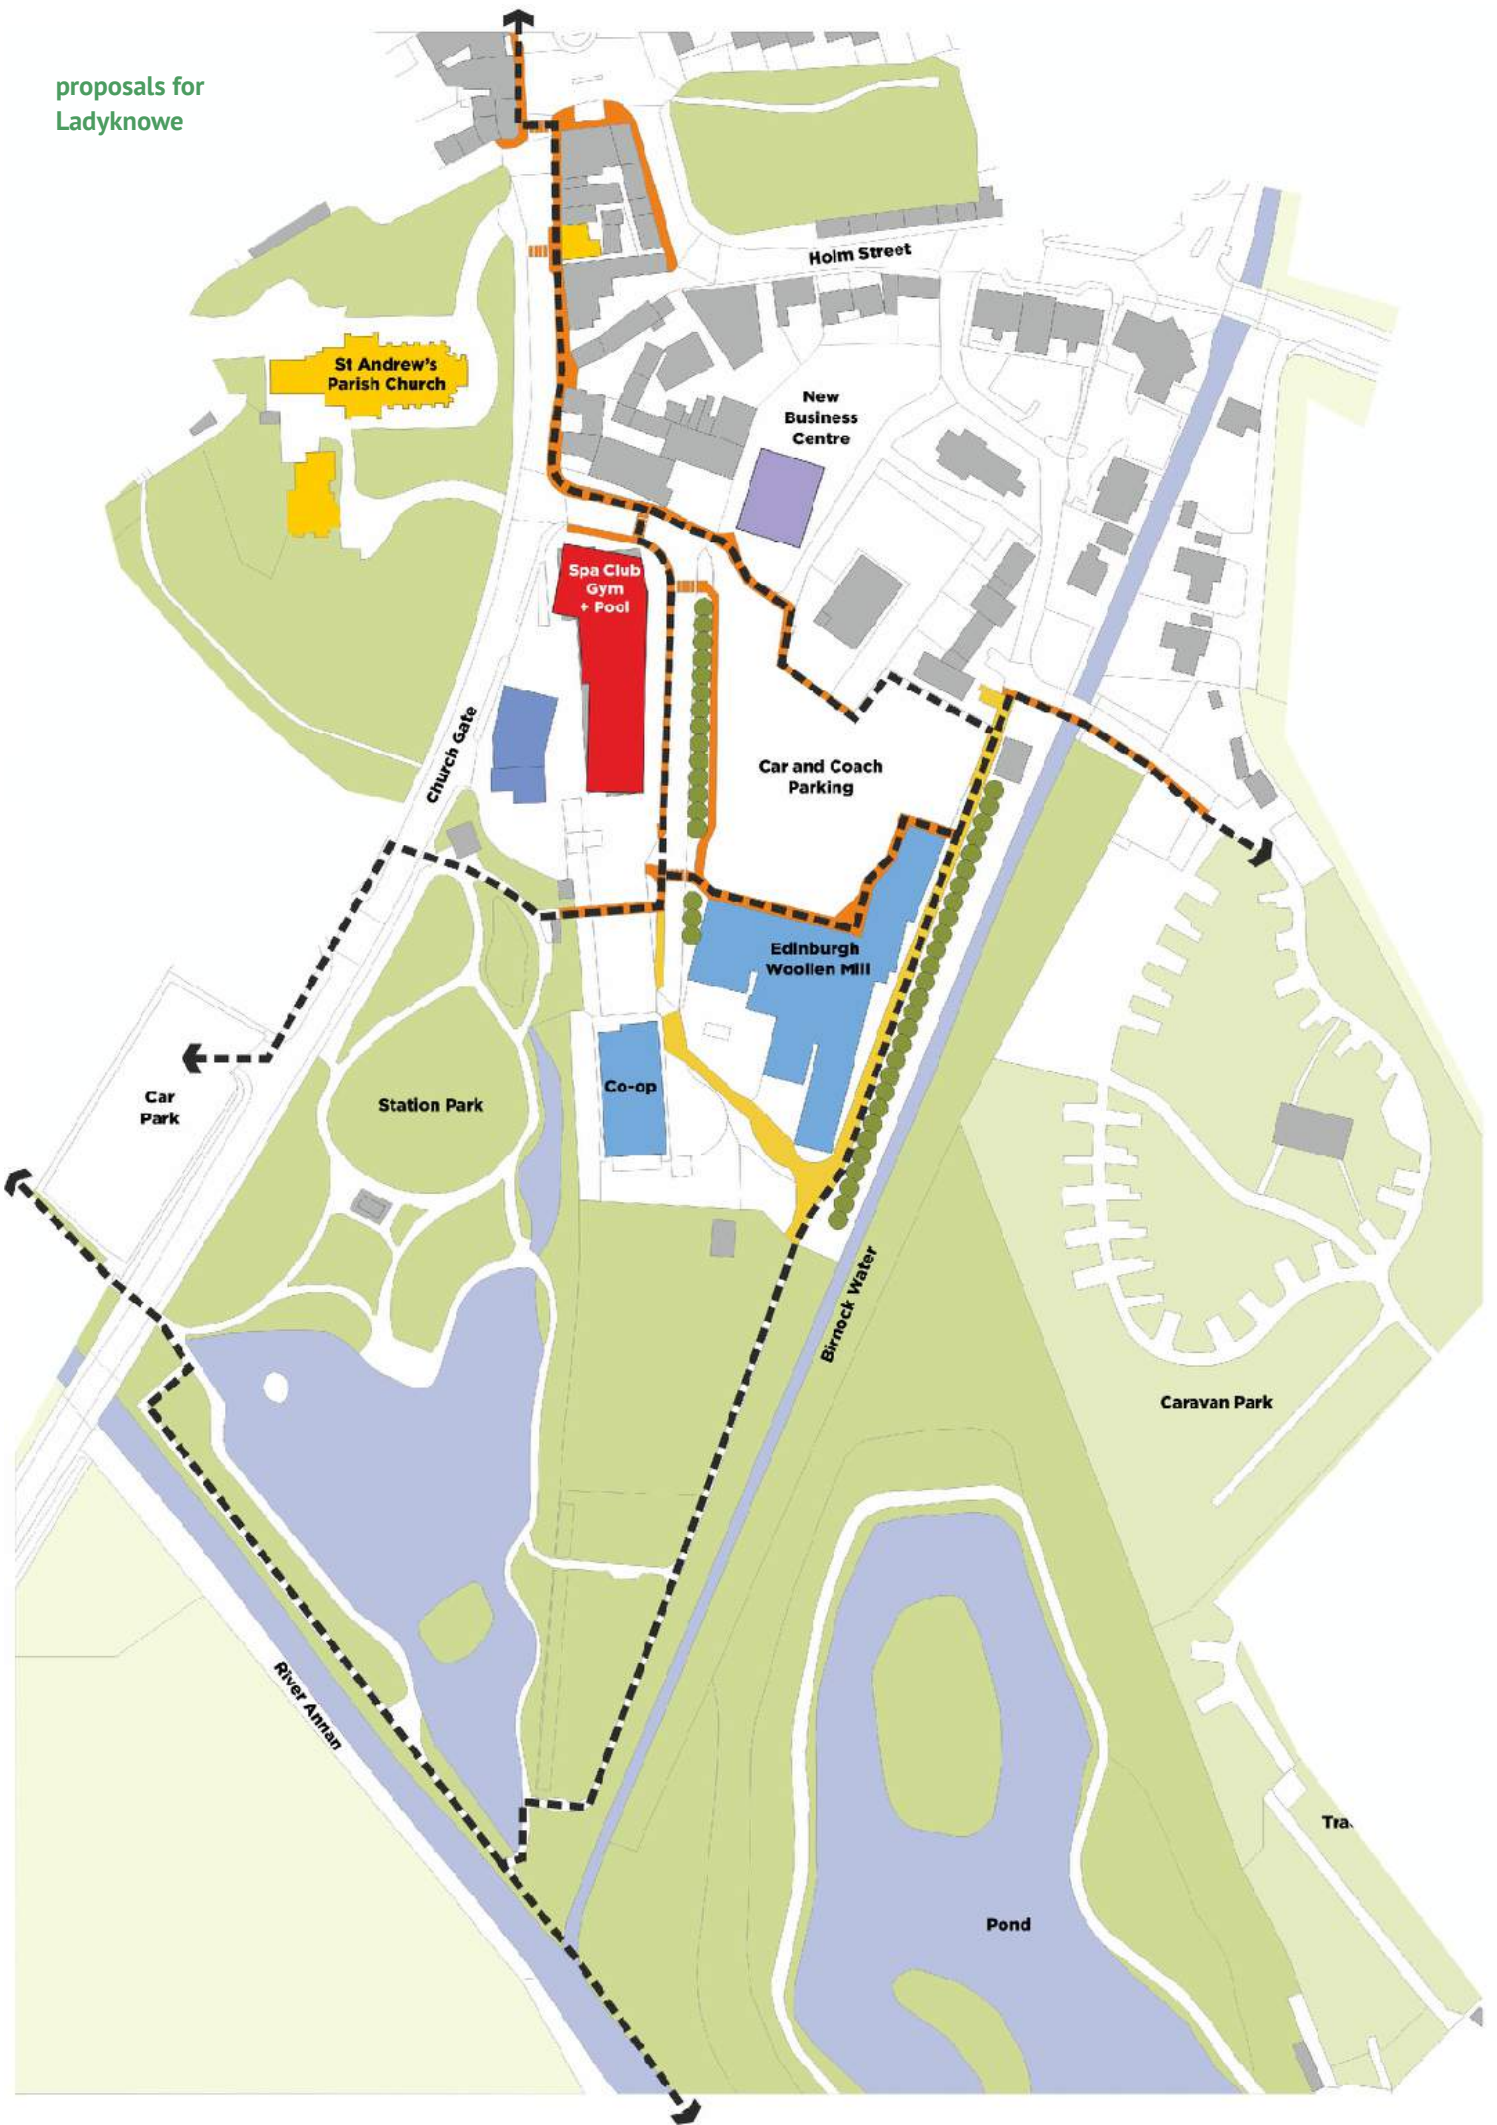 proposals for
Ladyknowe
Holm Street
St Andrew's
Parish Church
New
Business
Centre
Spa Club
Gym
+ Pool
Church Gate
Car and Coach
Parking
Edinburgh
Woollen Mill
Car
Park
Station Park
Co-op
Birnock Water
Caravan Park
River Annan
Pond